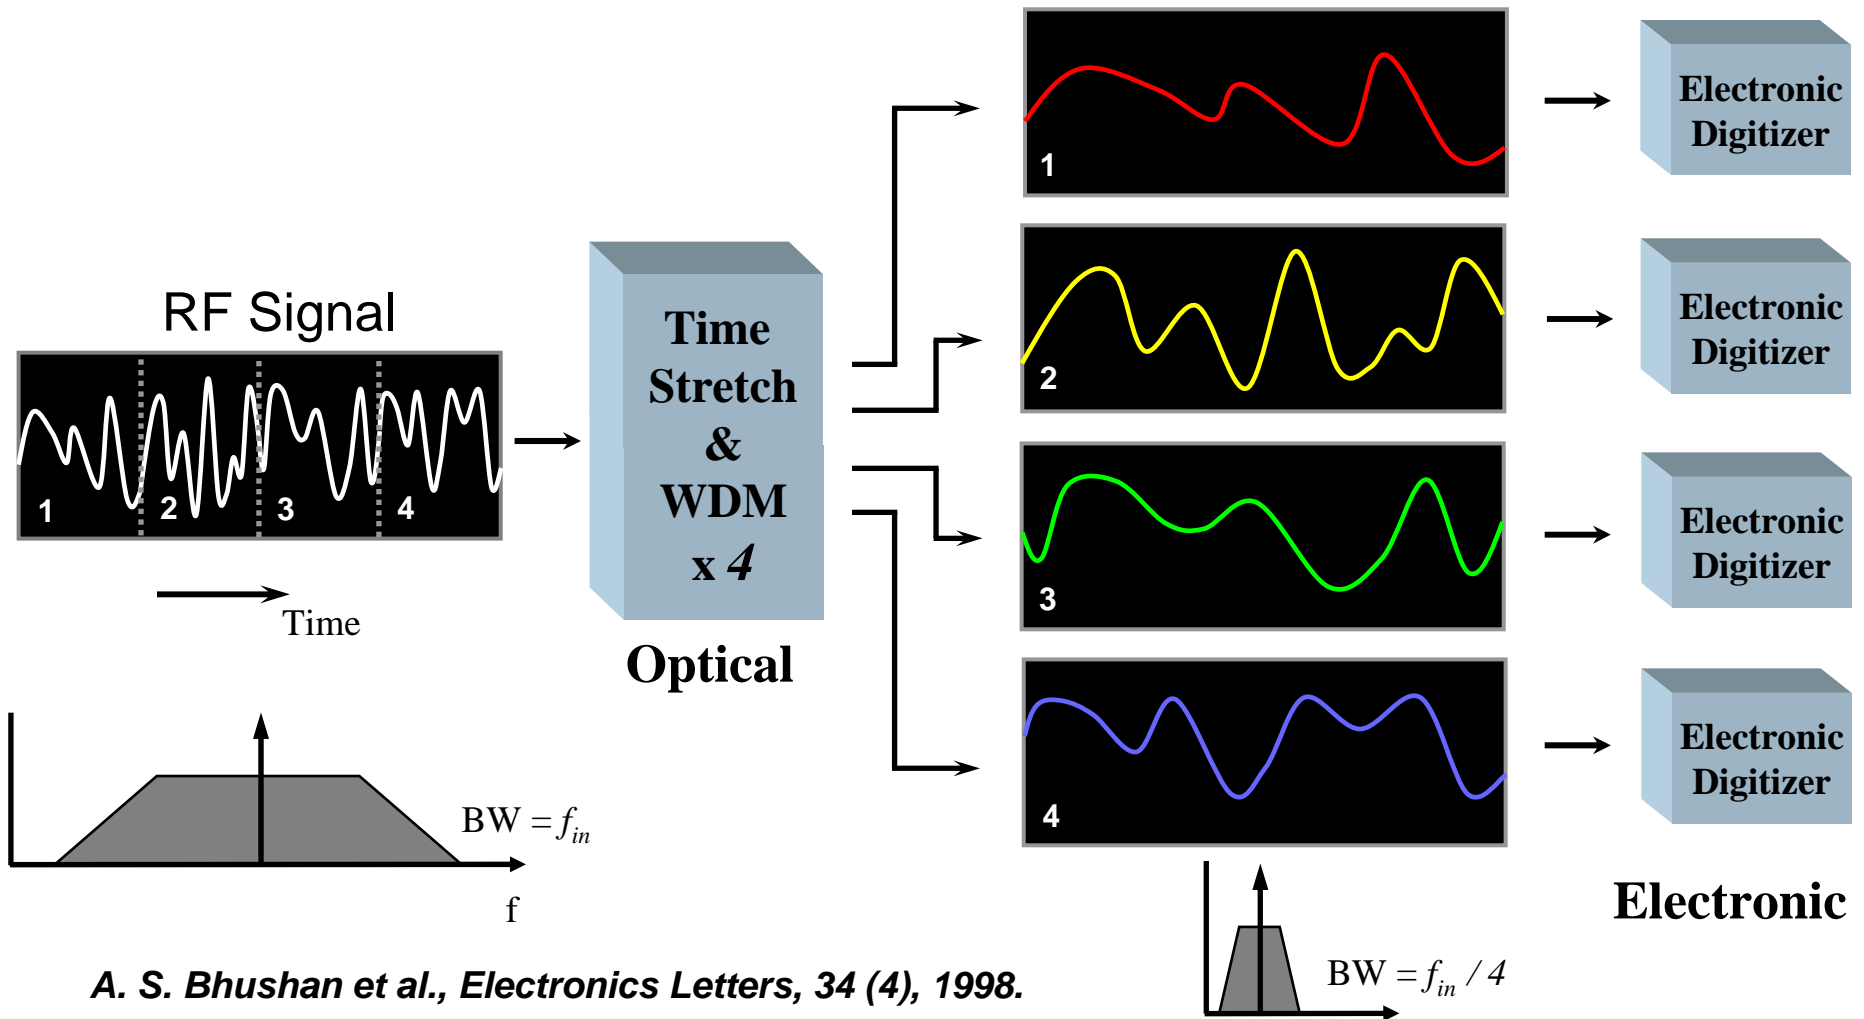 RF Signal
1 2 3 4
Time
BW = f_in
f
Time
Stretch
&
WDM
x 4
Optical
1
2
3
4
Electronic
Digitizer
Electronic
Digitizer
Electronic
Digitizer
Electronic
Digitizer
Electronic
BW = f_in / 4
A. S. Bhushan et al., Electronics Letters, 34 (4), 1998.